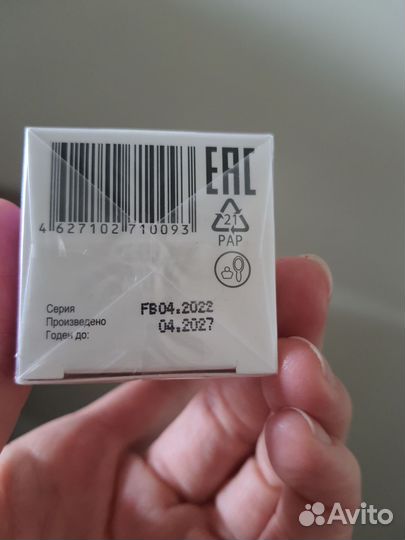 EAC
4 627102 710093
21
PAP
Серия FB04.2022
Произведено 04.2027
Годен до:
Avito